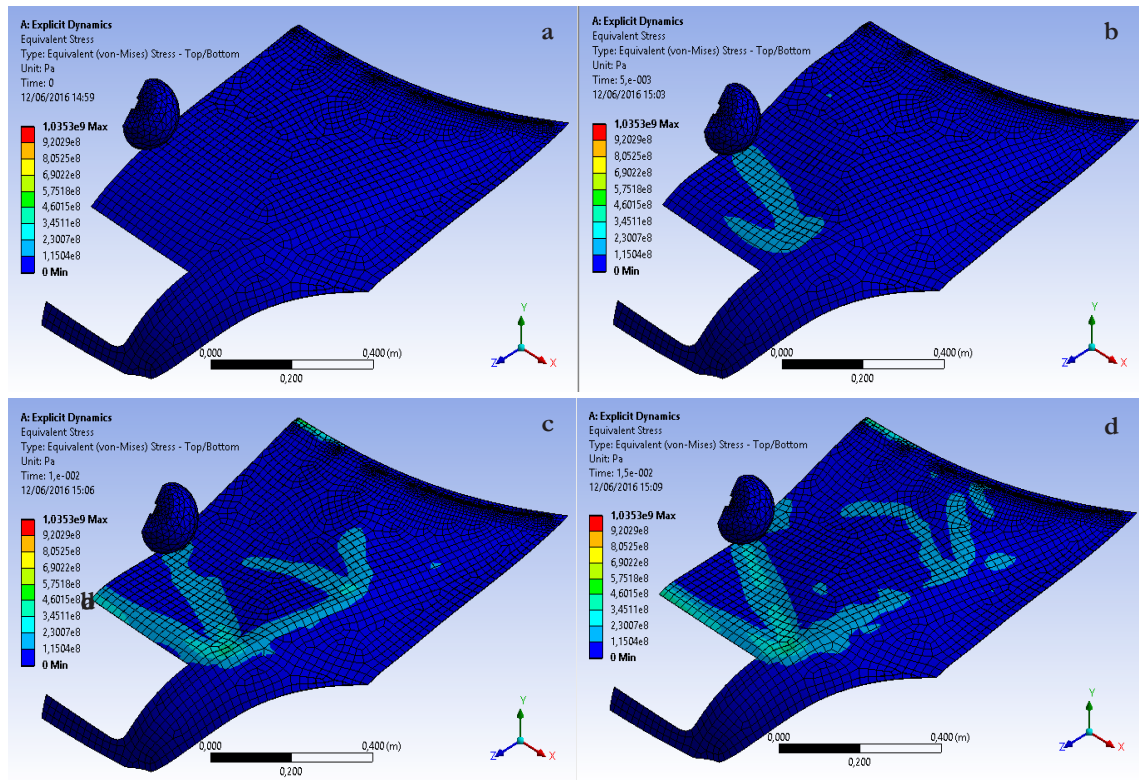 A: Explicit Dynamics
Equivalent Stress
Type: Equivalent (von-Mises) Stress - Top/Bottom
Unit: Pa
Time: 0
12/06/2016 14:59
a
1,0353e9 Max
9,2029e8
8,0525e8
6,9022e8
5,7518e8
4,6015e8
3,4511e8
2,3007e8
1,1504e8
0 Min
0,000
0,400 (m)
0,200
Y
Z
X
A: Explicit Dynamics
Equivalent Stress
Type: Equivalent (von-Mises) Stress - Top/Bottom
Unit: Pa
Time: 5,e-003
12/06/2016 15:03
b
1,0353e9 Max
9,2029e8
8,0525e8
6,9022e8
5,7518e8
4,6015e8
3,4511e8
2,3007e8
1,1504e8
0 Min
0,000
0,400 (m)
0,200
Y
Z
X
A: Explicit Dynamics
Equivalent Stress
Type: Equivalent (von-Mises) Stress - Top/Bottom
Unit: Pa
Time: 1,e-002
12/06/2016 15:06
c
1,0353e9 Max
9,2029e8
8,0525e8
6,9022e8
5,7518e8
4,6015e8
3,4511e8
2,3007e8
1,1504e8
0 Min
0,000
0,400 (m)
0,200
Y
Z
X
A: Explicit Dynamics
Equivalent Stress
Type: Equivalent (von-Mises) Stress - Top/Bottom
Unit: Pa
Time: 1,5e-002
12/06/2016 15:09
d
1,0353e9 Max
9,2029e8
8,0525e8
6,9022e8
5,7518e8
4,6015e8
3,4511e8
2,3007e8
1,1504e8
0 Min
0,000
0,400 (m)
0,200
Y
Z
X